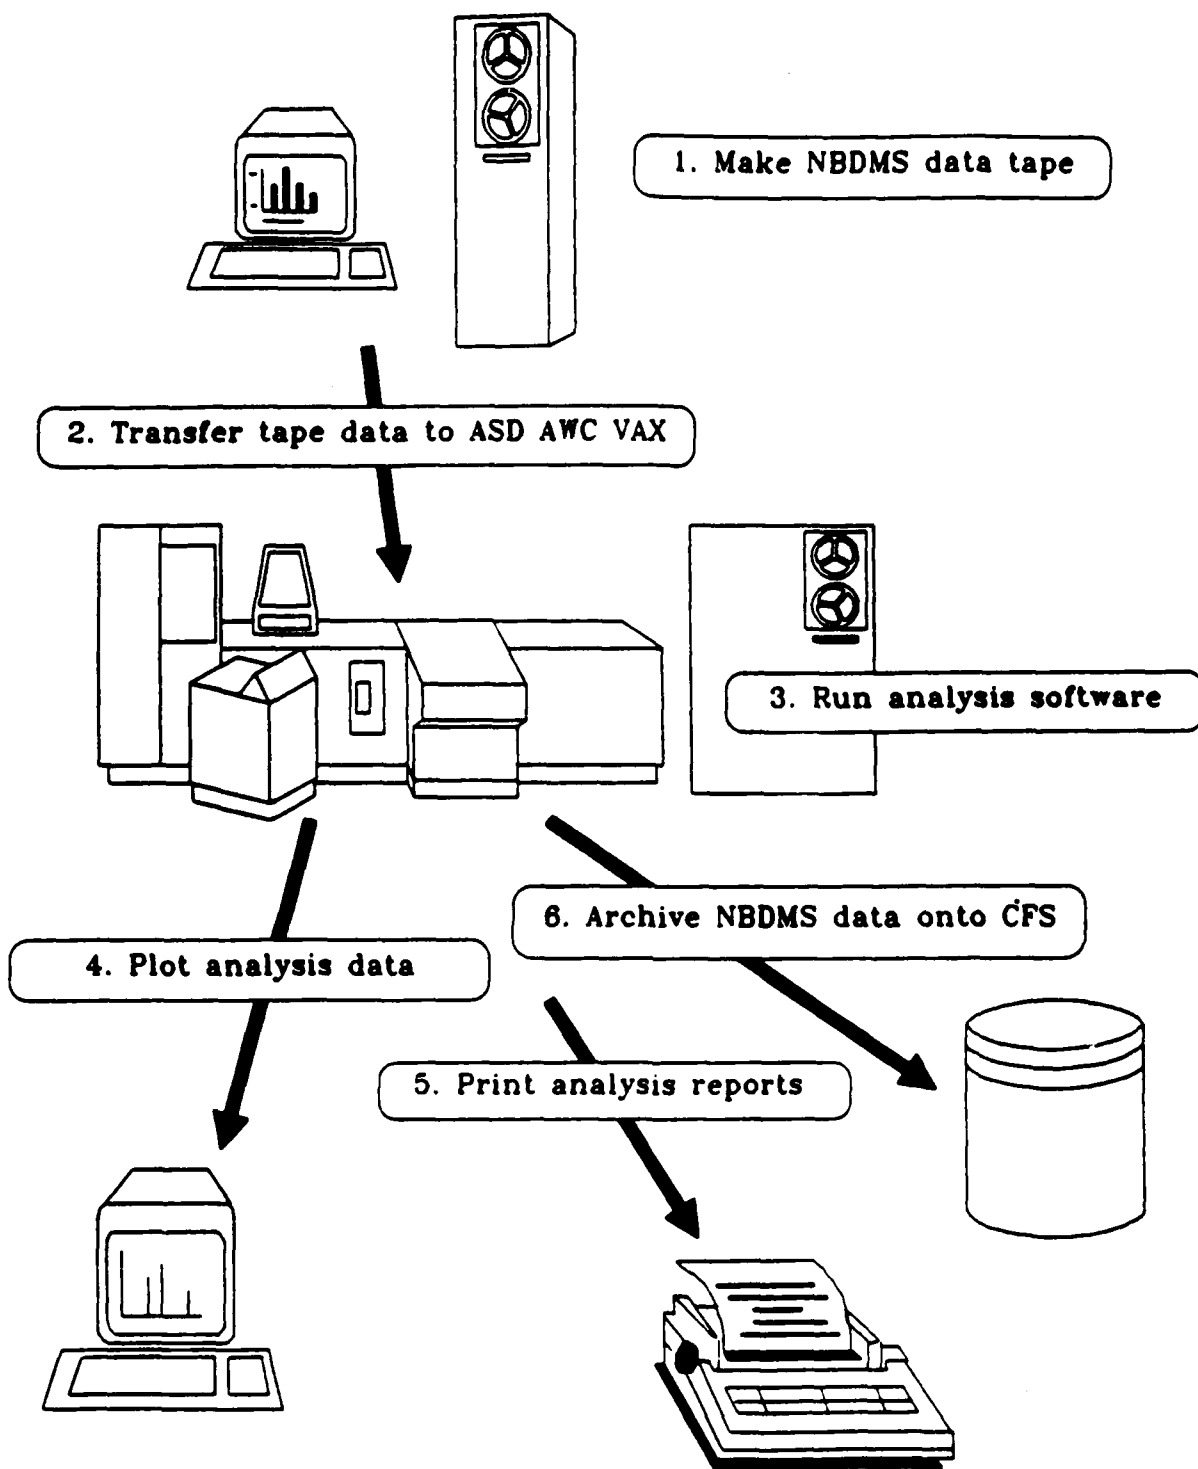 1. Make NBDMS data tape
2. Transfer tape data to ASD AWC VAX
3. Run analysis software
6. Archive NBDMS data onto CFS
4. Plot analysis data
5. Print analysis reports